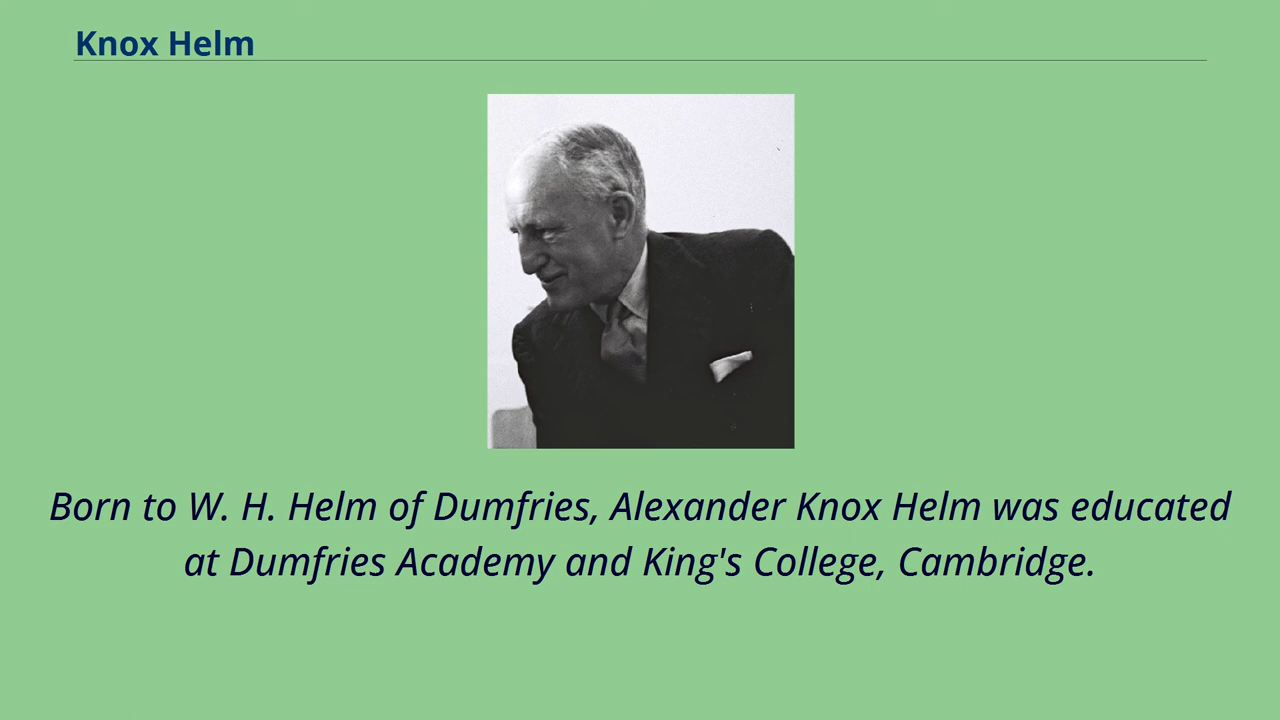 Knox Helm
Born to W. H. Helm of Dumfries, Alexander Knox Helm was educated
at Dumfries Academy and King's College, Cambridge.